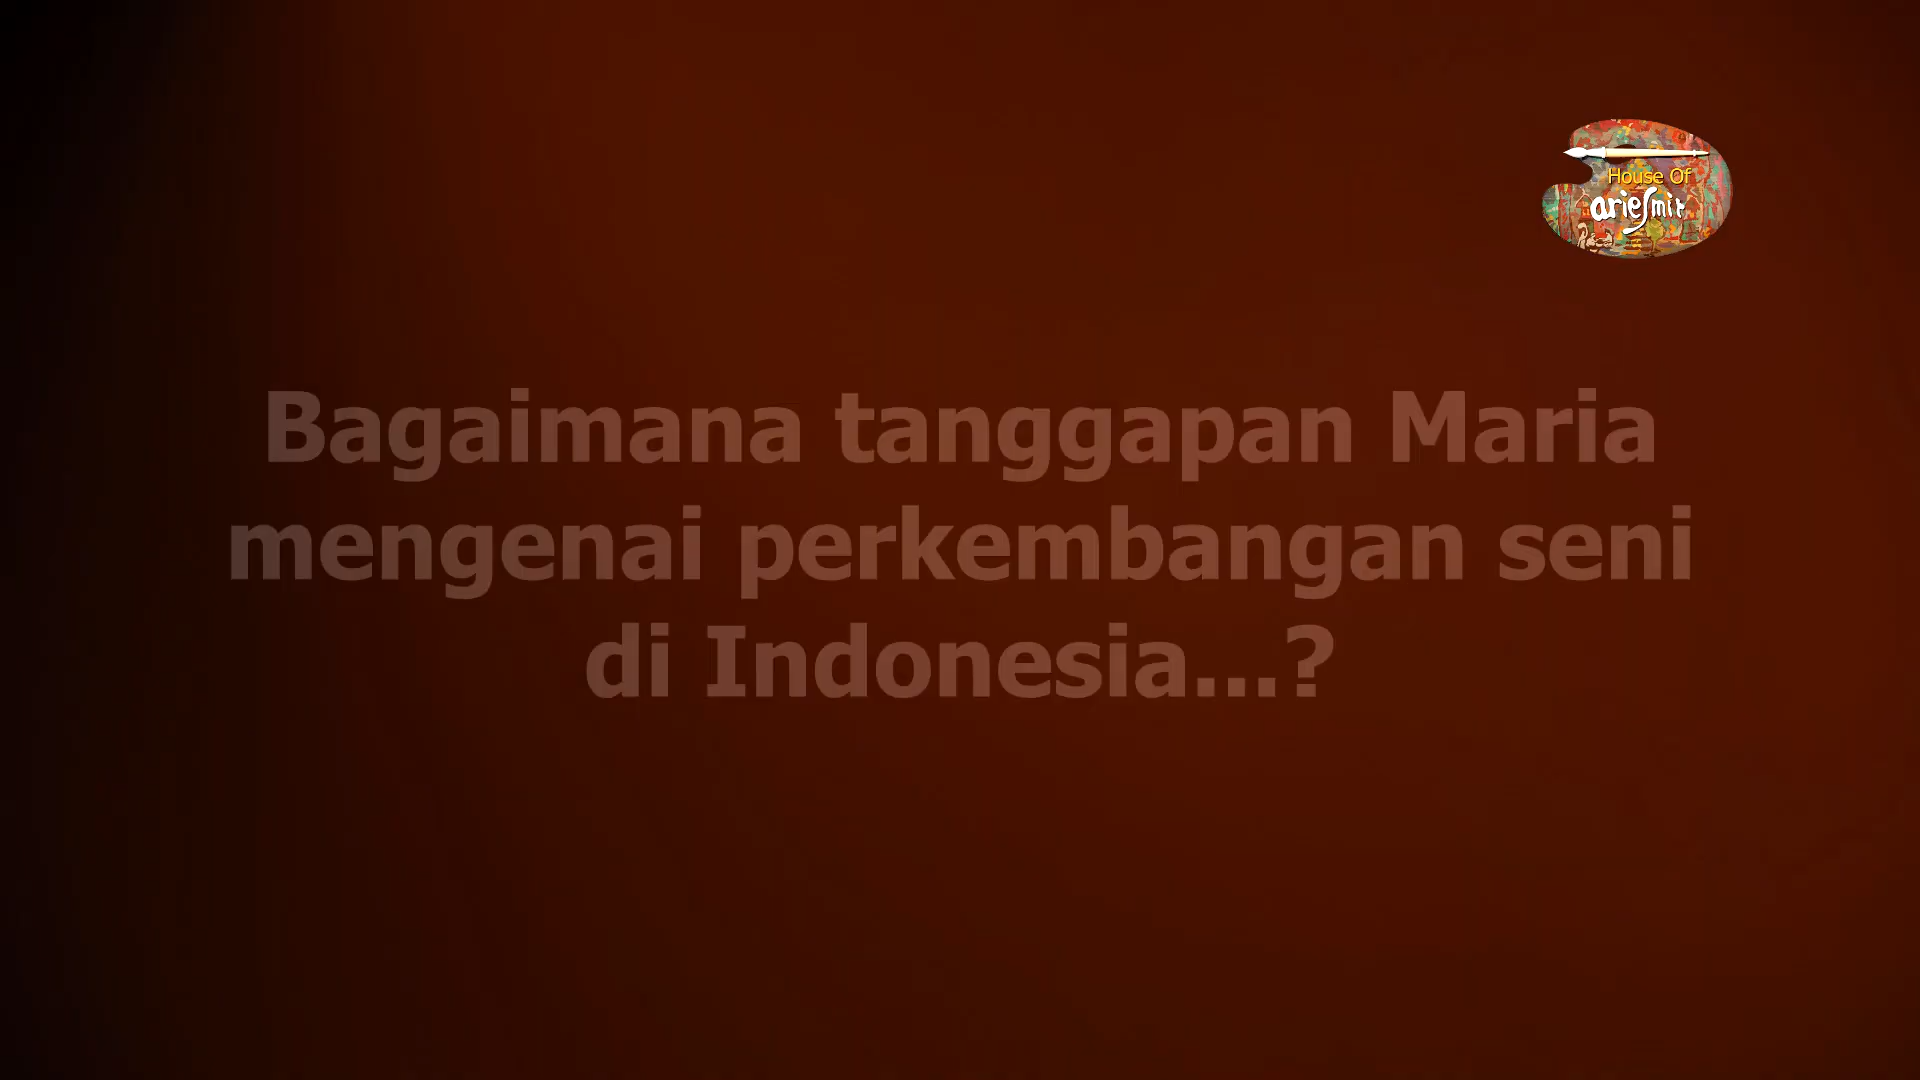 House Of
arieSmit
Bagaimana tanggapan Maria
mengenai perkembangan seni
di Indonesia...?